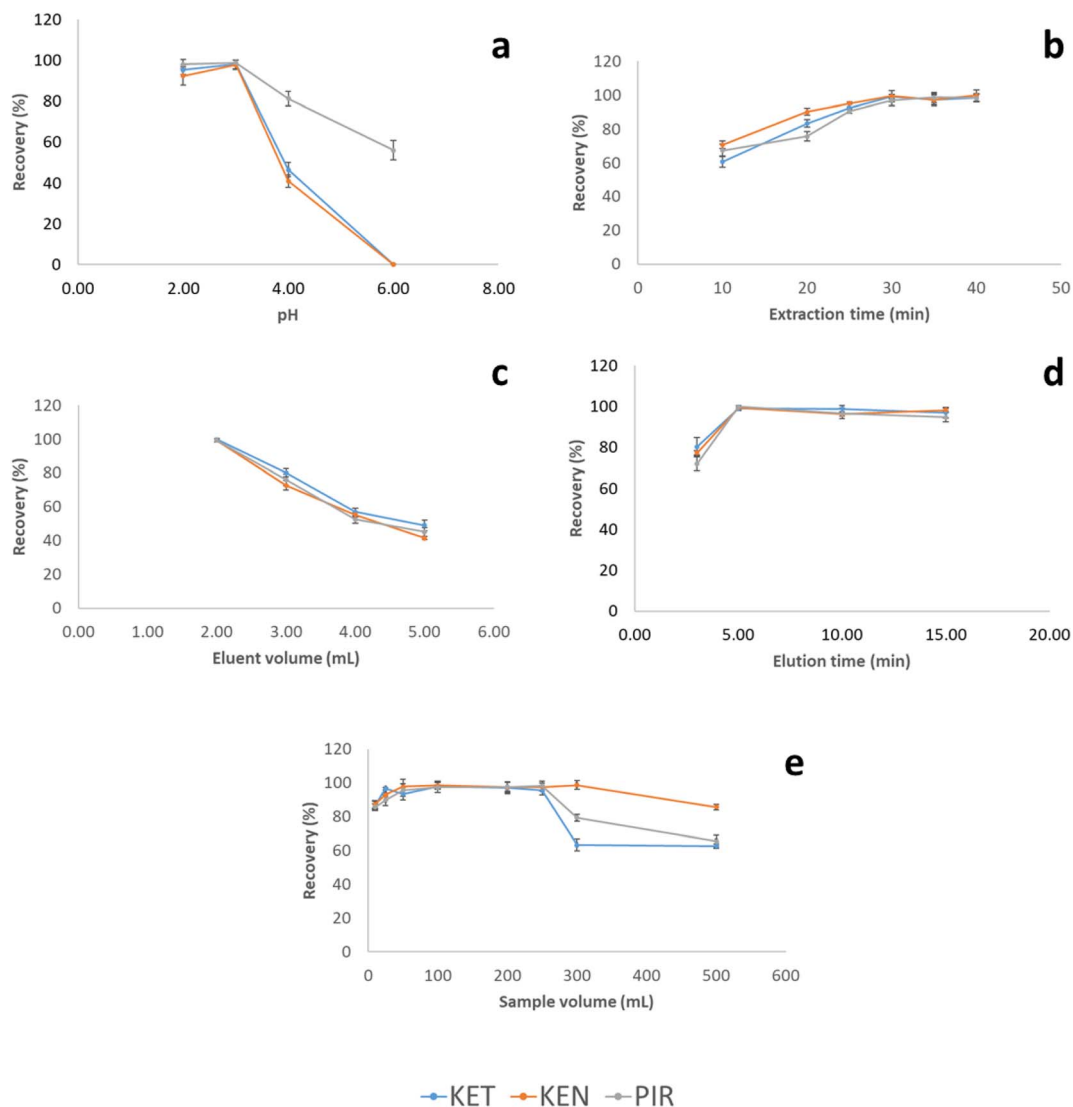 a
120
100
80
60
40
20
0
Recovery (%)
0.00 2.00 4.00 6.00 8.00
pH
b
120
100
80
60
40
20
0
Recovery (%)
0 10 20 30 40 50
Extraction time (min)
c
120
100
80
60
40
20
0
Recovery (%)
0.00 1.00 2.00 3.00 4.00 5.00 6.00
Eluent volume (mL)
d
120
100
80
60
40
20
0
Recovery (%)
0.00 5.00 10.00 15.00 20.00
Elution time (min)
e
120
100
80
60
40
20
0
Recovery (%)
0 100 200 300 400 500 600
Sample volume (mL)
KET KEN PIR